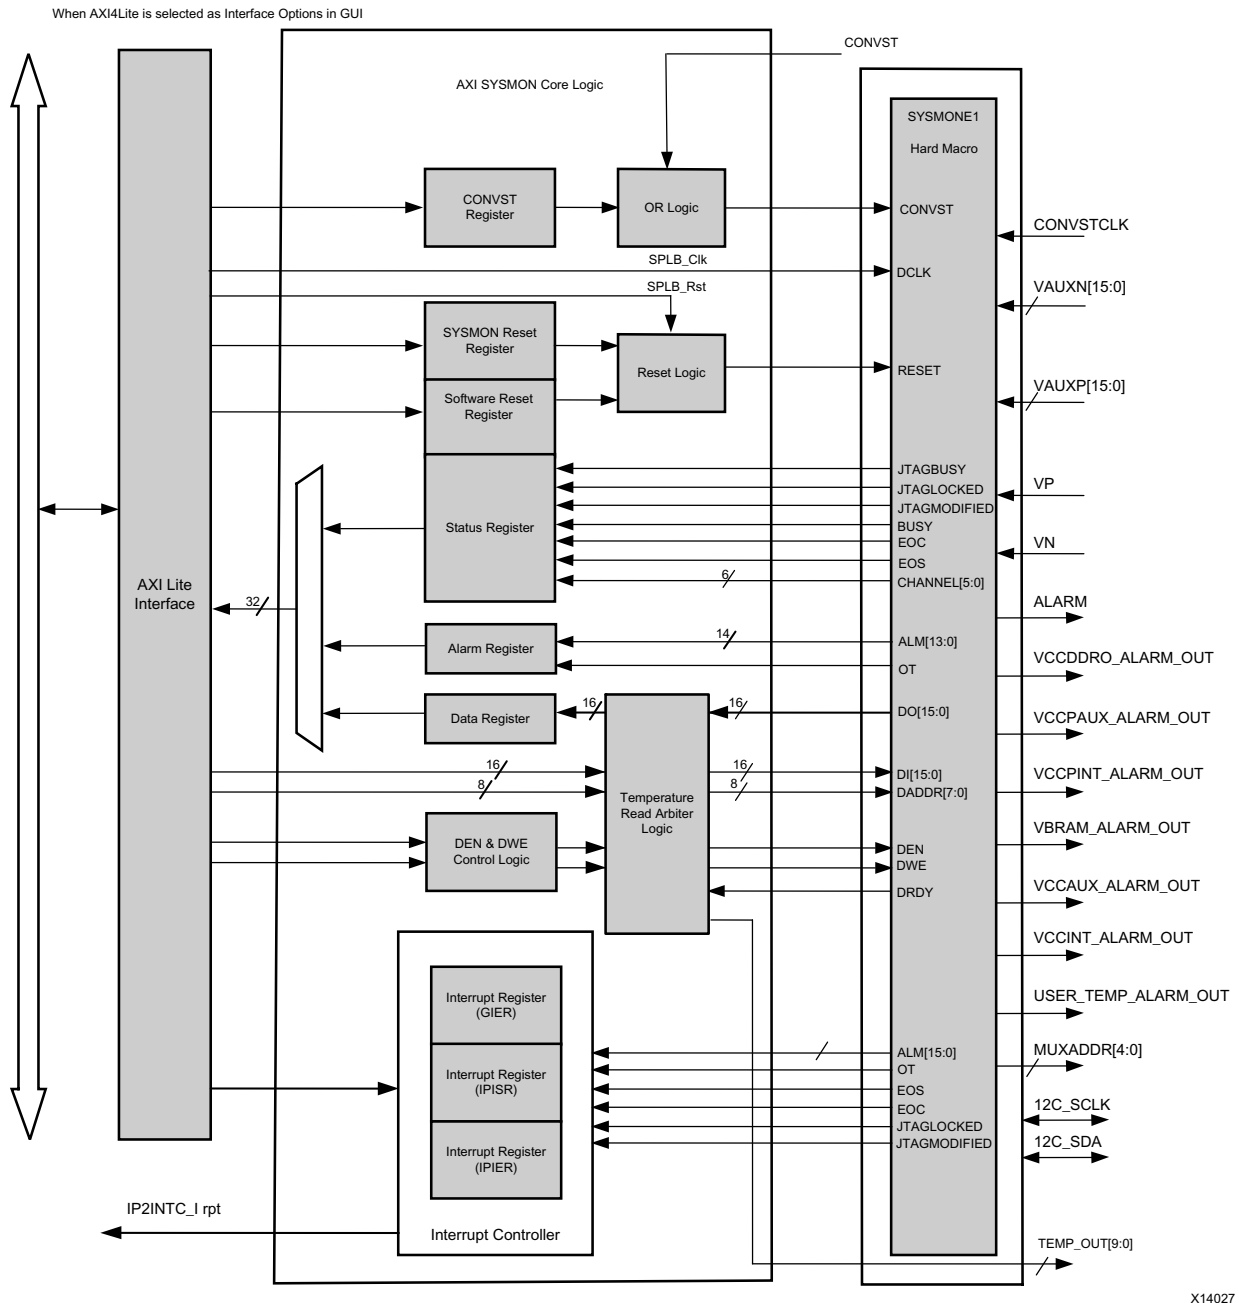 When AXI4Lite is selected as Interface Options in GUI
CONVST
AXI SYSMON Core Logic
SYSMONE1
Hard Macro
CONVST
Register
OR Logic
CONVST
CONVSTCLK
SPLB_Clk
DCLK
SPLB_Rst
VAUXN[15:0]
SYSMON Reset
Register
Reset Logic
RESET
VAUXP[15:0]
Software Reset
Register
JTAGBUSY
JTAGLOCKED
JTAGMODIFIED
BUSY
EOC
EOS
6
CHANNEL[5:0]
Status Register
VP
VN
AXI Lite
Interface
32
ALARM
Alarm Register
14
ALM[13:0]
OT
VCCDDRO_ALARM_OUT
Data Register
16
16
DO[15:0]
VCCPAUX_ALARM_OUT
16
8
Temperature
Read Arbiter
Logic
16
8
DI[15:0]
DADDR[7:0]
VCCPINT_ALARM_OUT
DEN & DWE
Control Logic
DEN
DWE
DRDY
VBRAM_ALARM_OUT
VCCAUX_ALARM_OUT
VCCINT_ALARM_OUT
USER_TEMP_ALARM_OUT
Interrupt Register
(GIER)
Interrupt Register
(IPISR)
Interrupt Register
(IPIER)
ALM[15:0]
OT
EOS
EOC
JTAGLOCKED
JTAGMODIFIED
MUXADDR[4:0]
12C_SCLK
12C_SDA
IP2INTC_I rpt
Interrupt Controller
TEMP_OUT[9:0]
X14027